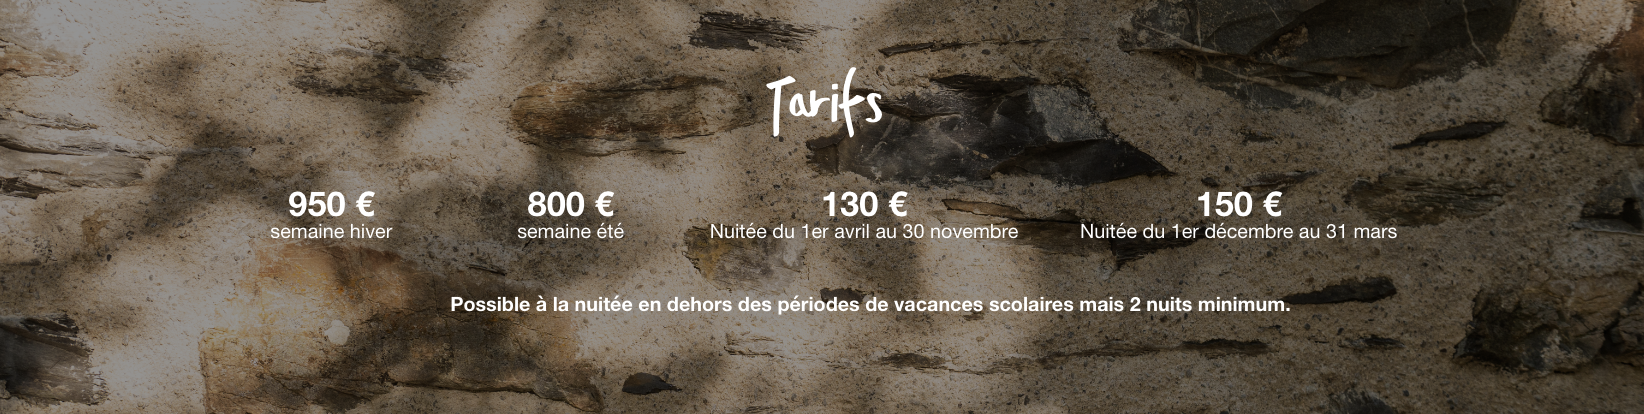 Tarifs
950 €
semaine hiver
800 €
semaine été
130 €
Nuitée du 1er avril au 30 novembre
150 €
Nuitée du 1er décembre au 31 mars
Possible à la nuitée en dehors des périodes de vacances scolaires mais 2 nuits minimum.